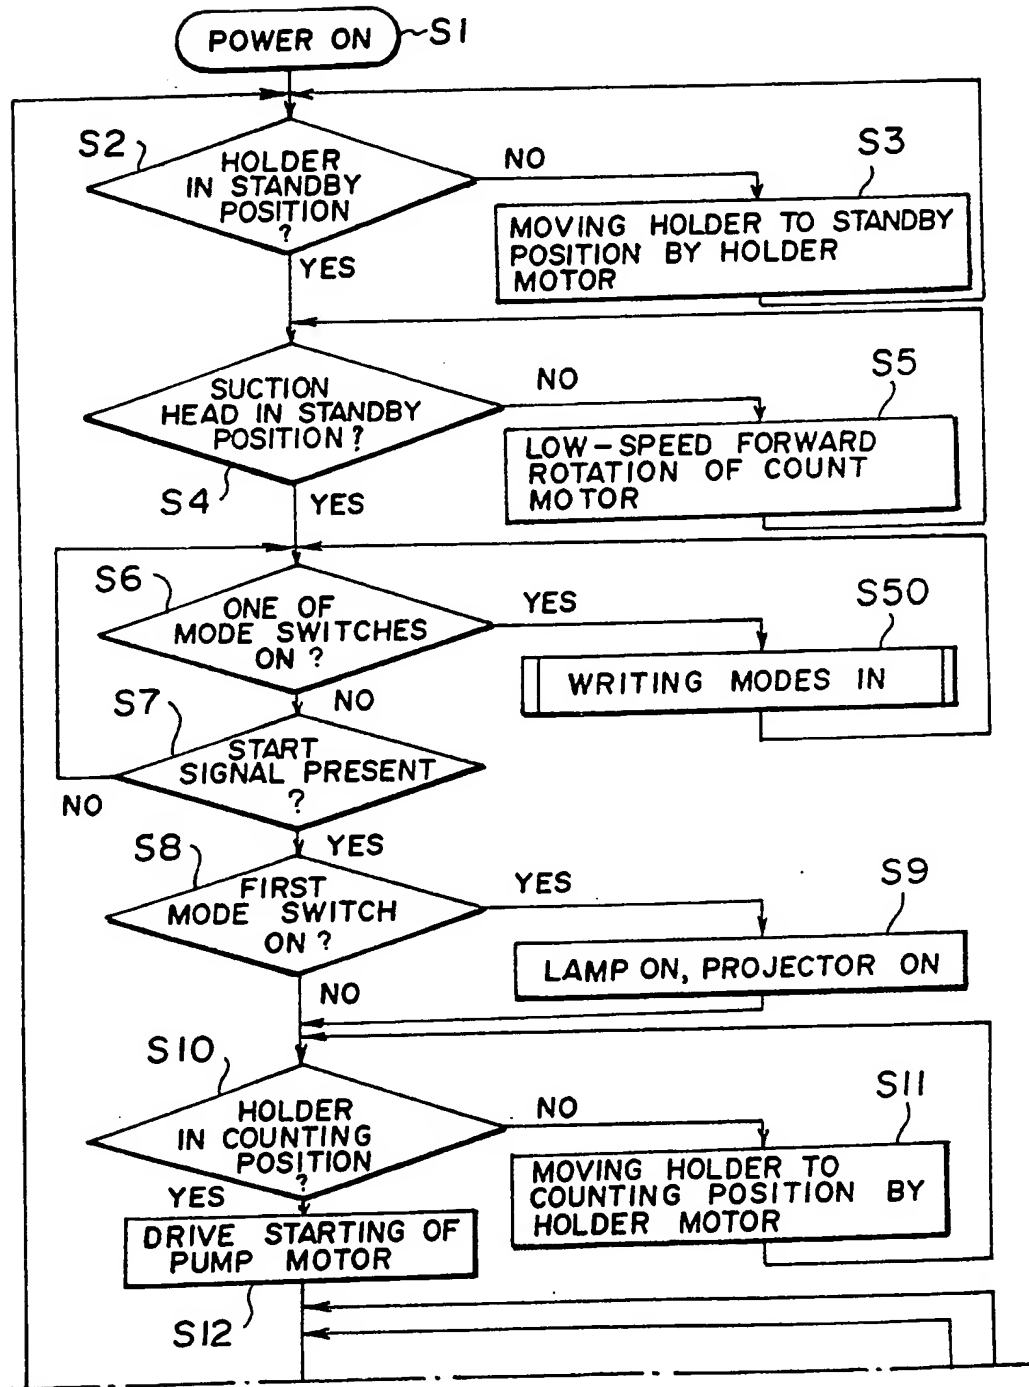 POWER ON
S1
S2
HOLDER
IN STANDBY
POSITION
?
NO
YES
S3
MOVING HOLDER TO STANDBY
POSITION BY HOLDER
MOTOR
SUCTION
HEAD IN STANDBY
POSITION?
S4
NO
YES
S5
LOW-SPEED FORWARD
ROTATION OF COUNT
MOTOR
S6
ONE OF
MODE SWITCHES
ON?
YES
NO
S50
WRITING MODES IN
S7
START
SIGNAL PRESENT
?
NO
YES
S8
FIRST
MODE SWITCH
ON?
YES
NO
S9
LAMP ON, PROJECTOR ON
S10
HOLDER
IN COUNTING
POSITION
?
NO
YES
S11
MOVING HOLDER TO
COUNTING POSITION BY
HOLDER MOTOR
DRIVE STARTING OF
PUMP MOTOR
S12